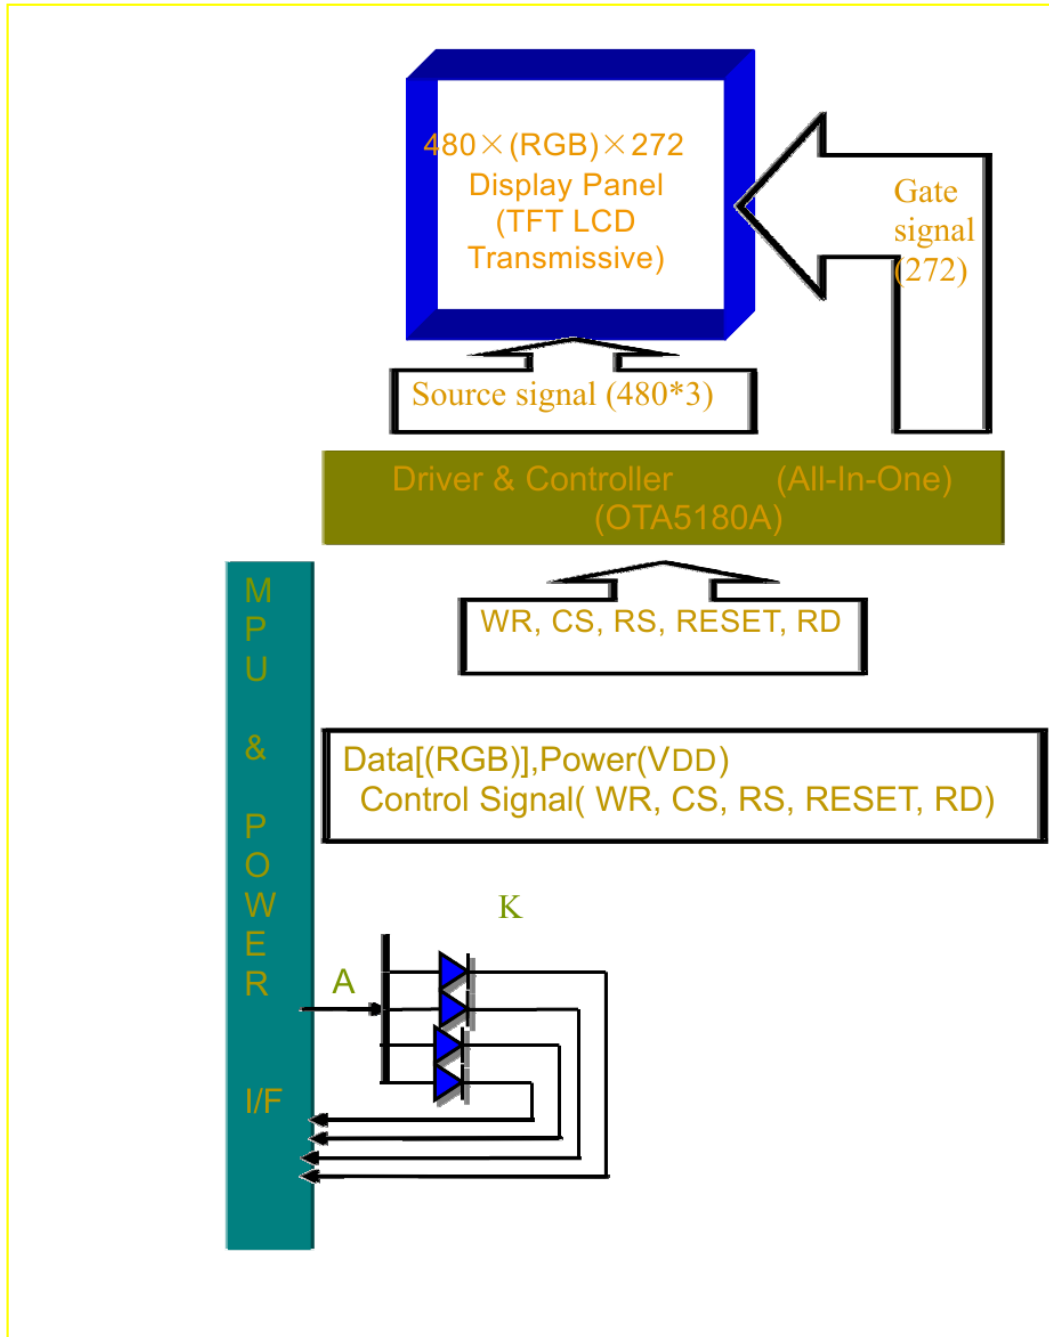 480×(RGB)×272
Display Panel
(TFT LCD
Transmissive)
Gate
signal
(272)
Source signal (480*3)
Driver & Controller (All-In-One)
(OTA5180A)
WR, CS, RS, RESET, RD
Data[(RGB)],Power(VDD)
Control Signal( WR, CS, RS, RESET, RD)
M
P
U
&
P
O
W
E
R
I/F
K
A